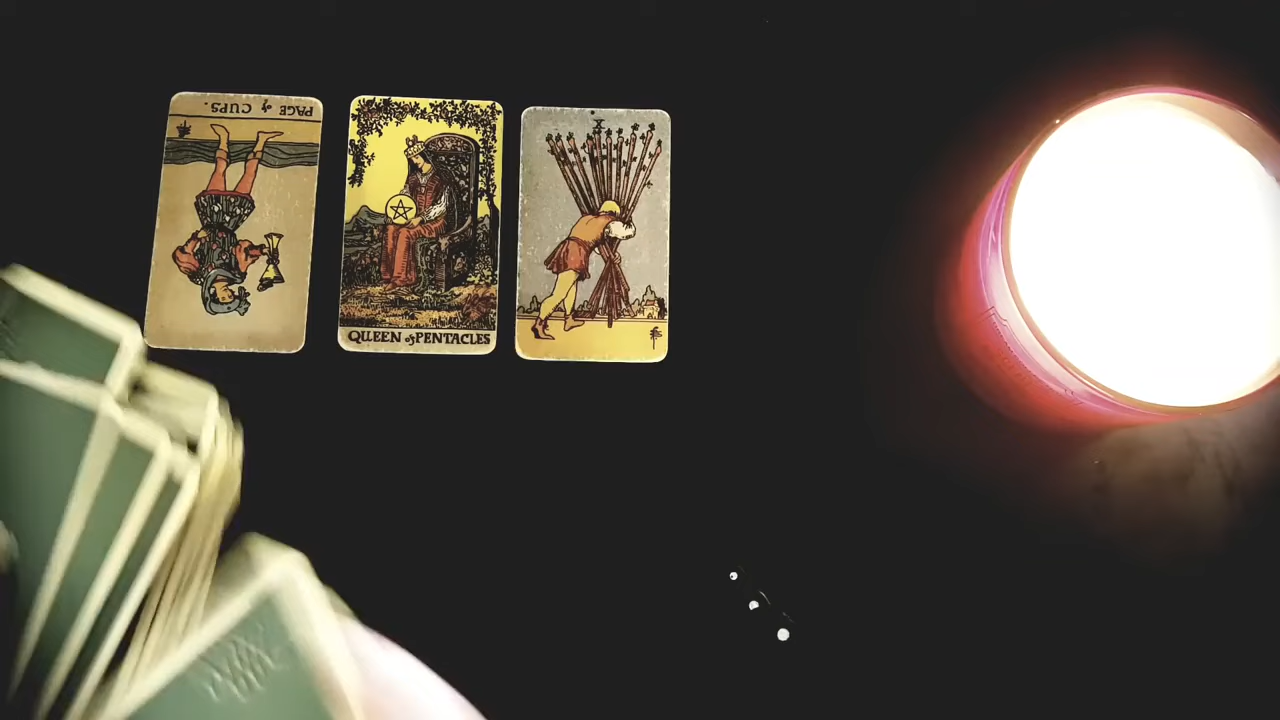 PAGE of CUPS.
QUEEN of PENTACLES
X